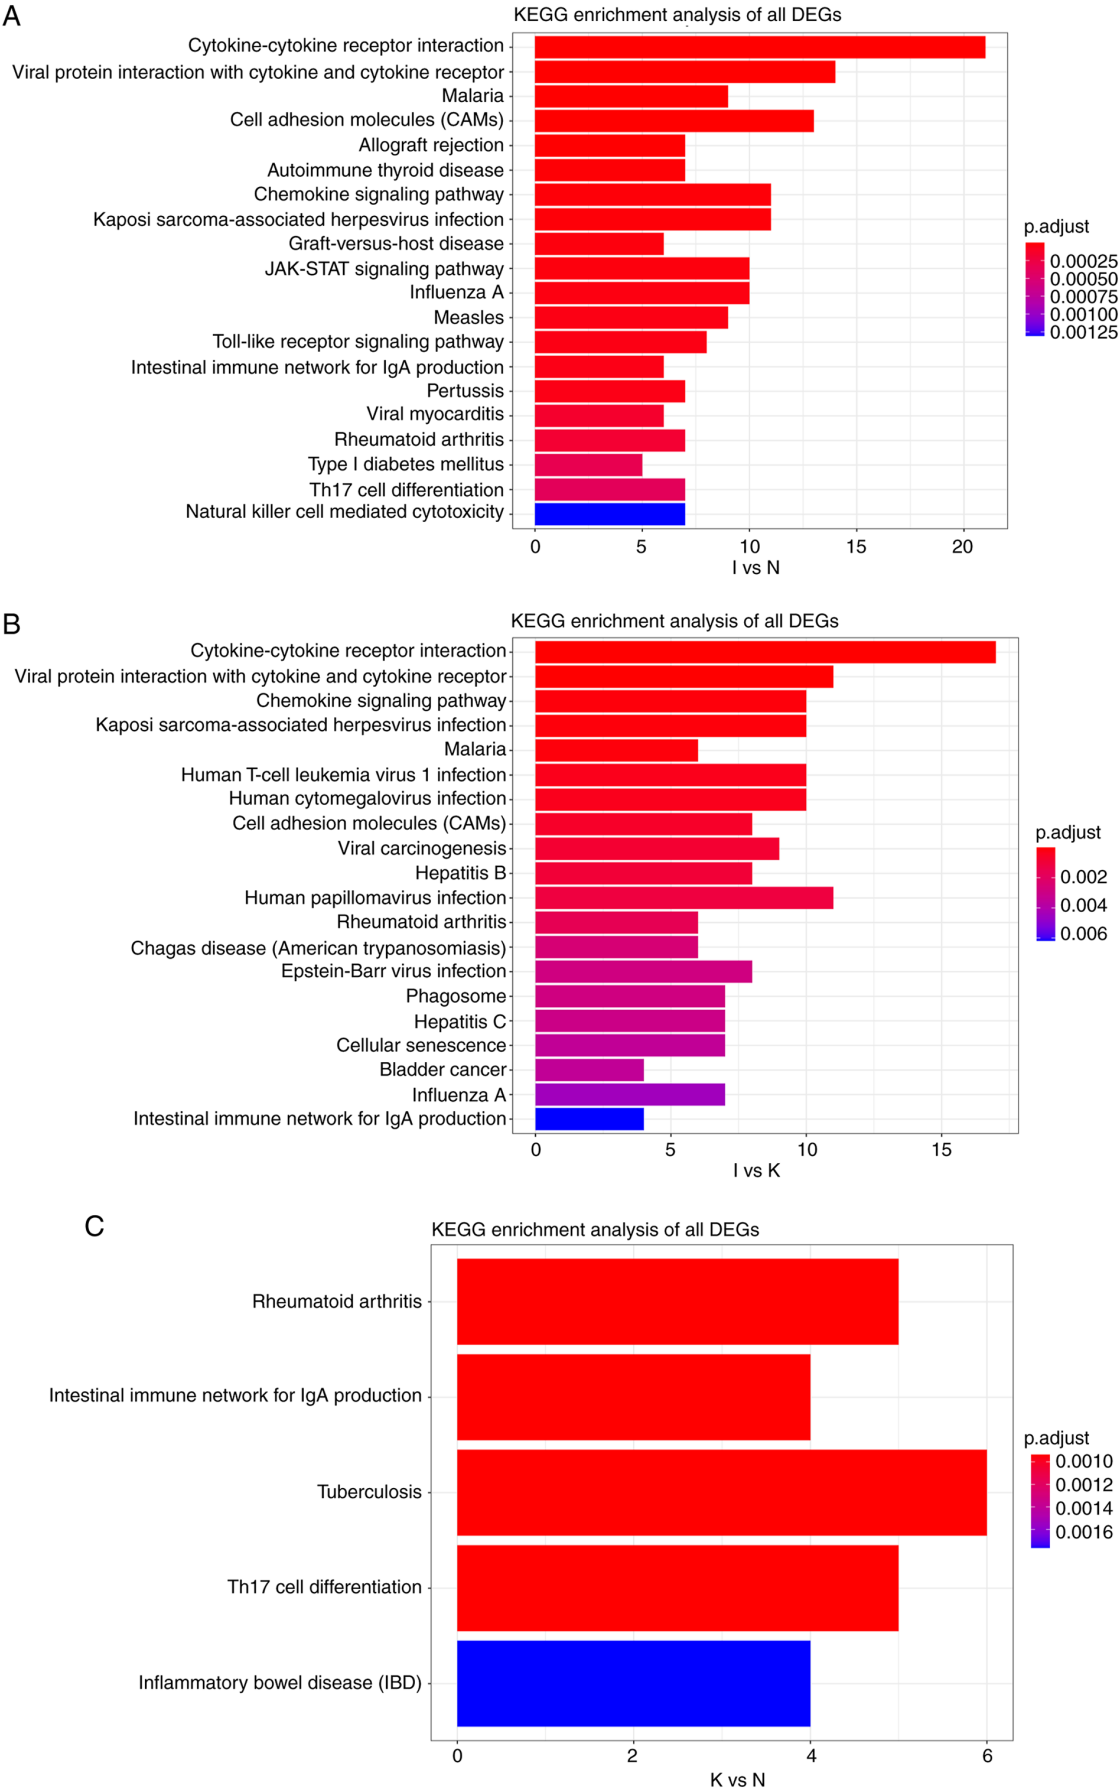 A
KEGG enrichment analysis of all DEGs
Cytokine-cytokine receptor interaction
Viral protein interaction with cytokine and cytokine receptor
Malaria
Cell adhesion molecules (CAMs)
Allograft rejection
Autoimmune thyroid disease
Chemokine signaling pathway
Kaposi sarcoma-associated herpesvirus infection
Graft-versus-host disease
JAK-STAT signaling pathway
Influenza A
Measles
Toll-like receptor signaling pathway
Intestinal immune network for IgA production
Pertussis
Viral myocarditis
Rheumatoid arthritis
Type I diabetes mellitus
Th17 cell differentiation
Natural killer cell mediated cytotoxicity
0 5 10 15 20
I vs N
p.adjust
0.00025
0.00050
0.00075
0.00100
0.00125
B
KEGG enrichment analysis of all DEGs
Cytokine-cytokine receptor interaction
Viral protein interaction with cytokine and cytokine receptor
Chemokine signaling pathway
Kaposi sarcoma-associated herpesvirus infection
Malaria
Human T-cell leukemia virus 1 infection
Human cytomegalovirus infection
Cell adhesion molecules (CAMs)
Viral carcinogenesis
Hepatitis B
Human papillomavirus infection
Rheumatoid arthritis
Chagas disease (American trypanosomiasis)
Epstein-Barr virus infection
Phagosome
Hepatitis C
Cellular senescence
Bladder cancer
Influenza A
Intestinal immune network for IgA production
0 5 10 15
I vs K
p.adjust
0.002
0.004
0.006
C
KEGG enrichment analysis of all DEGs
Rheumatoid arthritis
Intestinal immune network for IgA production
Tuberculosis
Th17 cell differentiation
Inflammatory bowel disease (IBD)
0 2 4 6
K vs N
p.adjust
0.0010
0.0012
0.0014
0.0016